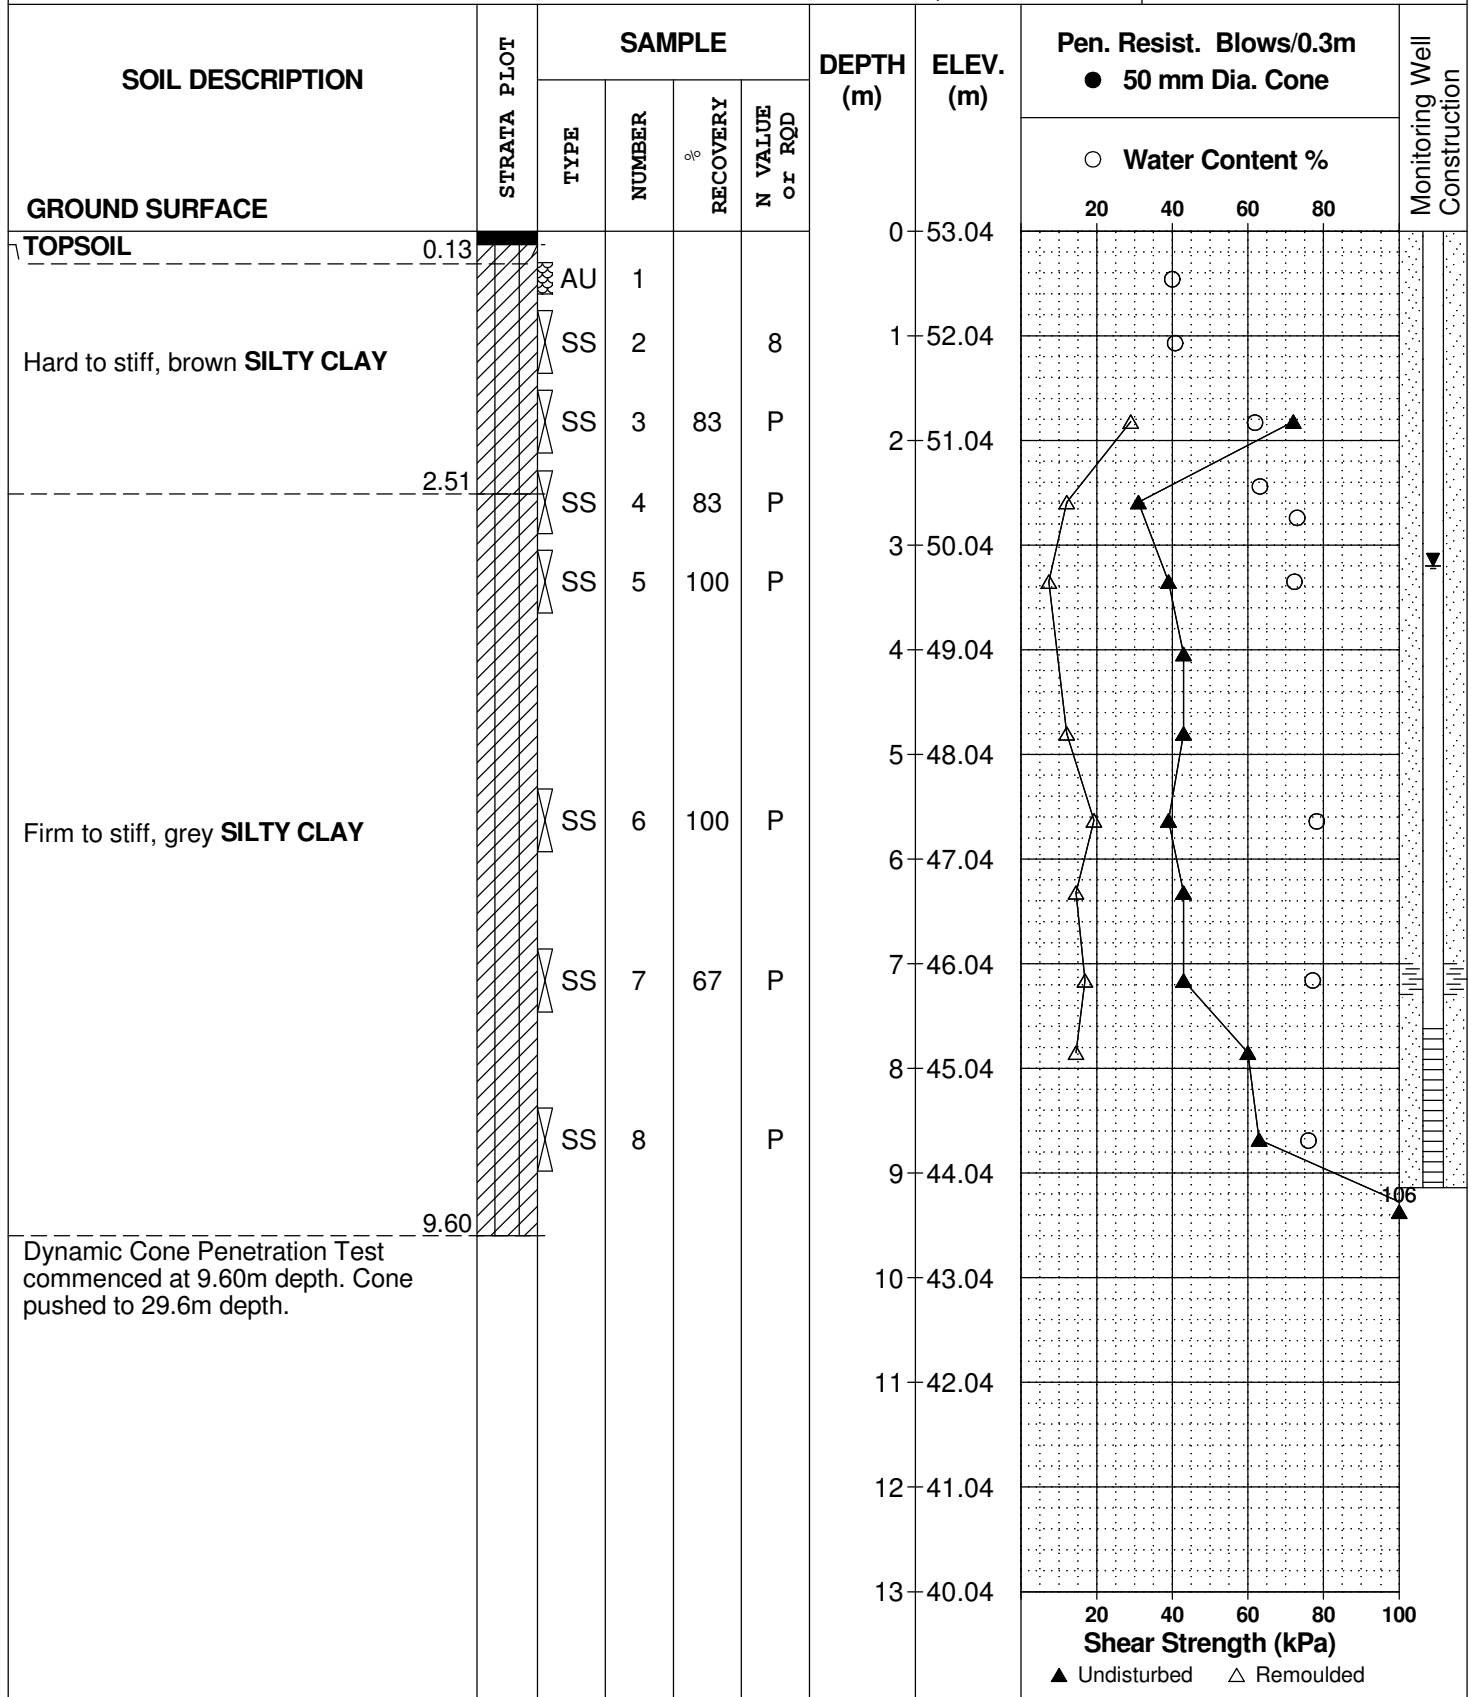 SOIL DESCRIPTION
GROUND SURFACE
STRATA PLOT
SAMPLE
TYPE
NUMBER
% RECOVERY
N VALUE
or RQD
DEPTH
(m)
ELEV.
(m)
Pen. Resist. Blows/0.3m
● 50 mm Dia. Cone
○ Water Content %
20 40 60 80
Monitoring Well
Construction
0 53.04
TOPSOIL 0.13
AU 1
1 52.04
SS 2 8
Hard to stiff, brown SILTY CLAY
SS 3 83 P
2 51.04
2.51
SS 4 83 P
3 50.04
SS 5 100 P
4 49.04
5 48.04
SS 6 100 P
Firm to stiff, grey SILTY CLAY
6 47.04
7 46.04
SS 7 67 P
8 45.04
SS 8 P
9 44.04
106
9.60
Dynamic Cone Penetration Test
commenced at 9.60m depth. Cone
pushed to 29.6m depth.
10 43.04
11 42.04
12 41.04
13 40.04
20 40 60 80 100
Shear Strength (kPa)
▲ Undisturbed △ Remoulded